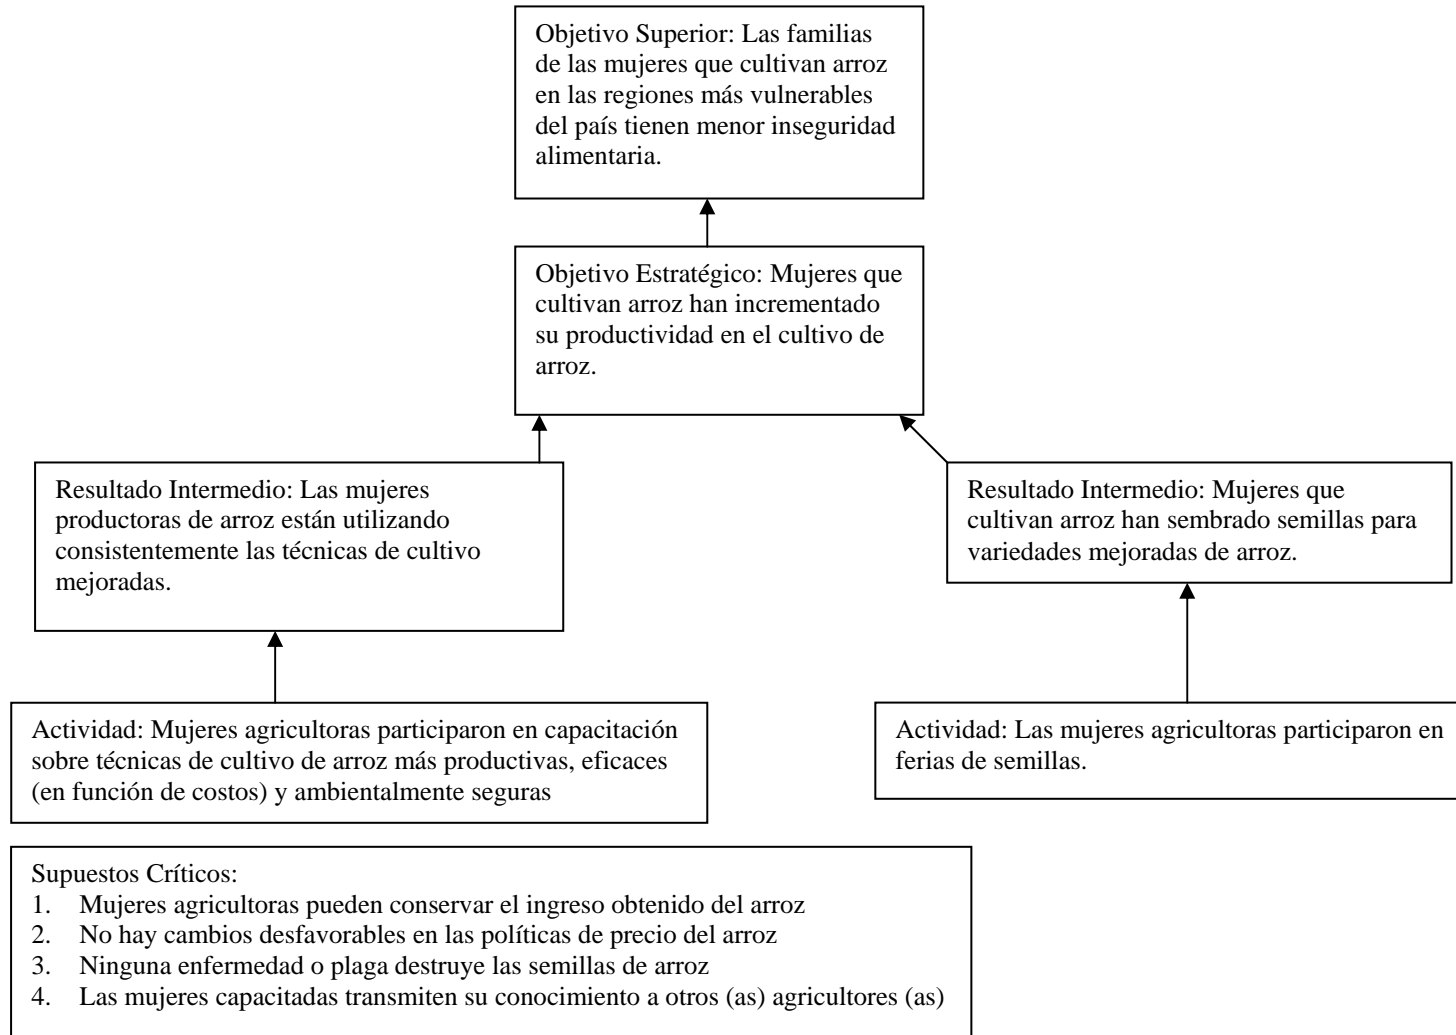 Objetivo Superior: Las familias
de las mujeres que cultivan arroz
en las regiones más vulnerables
del país tienen menor inseguridad
alimentaria.
Objetivo Estratégico: Mujeres que
cultivan arroz han incrementado
su productividad en el cultivo de
arroz.
Resultado Intermedio: Las mujeres
productoras de arroz están utilizando
consistentemente las técnicas de cultivo
mejoradas.
Resultado Intermedio: Mujeres que
cultivan arroz han sembrado semillas para
variedades mejoradas de arroz.
Actividad: Mujeres agricultoras participaron en capacitación
sobre técnicas de cultivo de arroz más productivas, eficaces
(en función de costos) y ambientalmente seguras
Actividad: Las mujeres agricultoras participaron en
ferias de semillas.
Supuestos Críticos:
1. Mujeres agricultoras pueden conservar el ingreso obtenido del arroz
2. No hay cambios desfavorables en las políticas de precio del arroz
3. Ninguna enfermedad o plaga destruye las semillas de arroz
4. Las mujeres capacitadas transmiten su conocimiento a otros (as) agricultores (as)